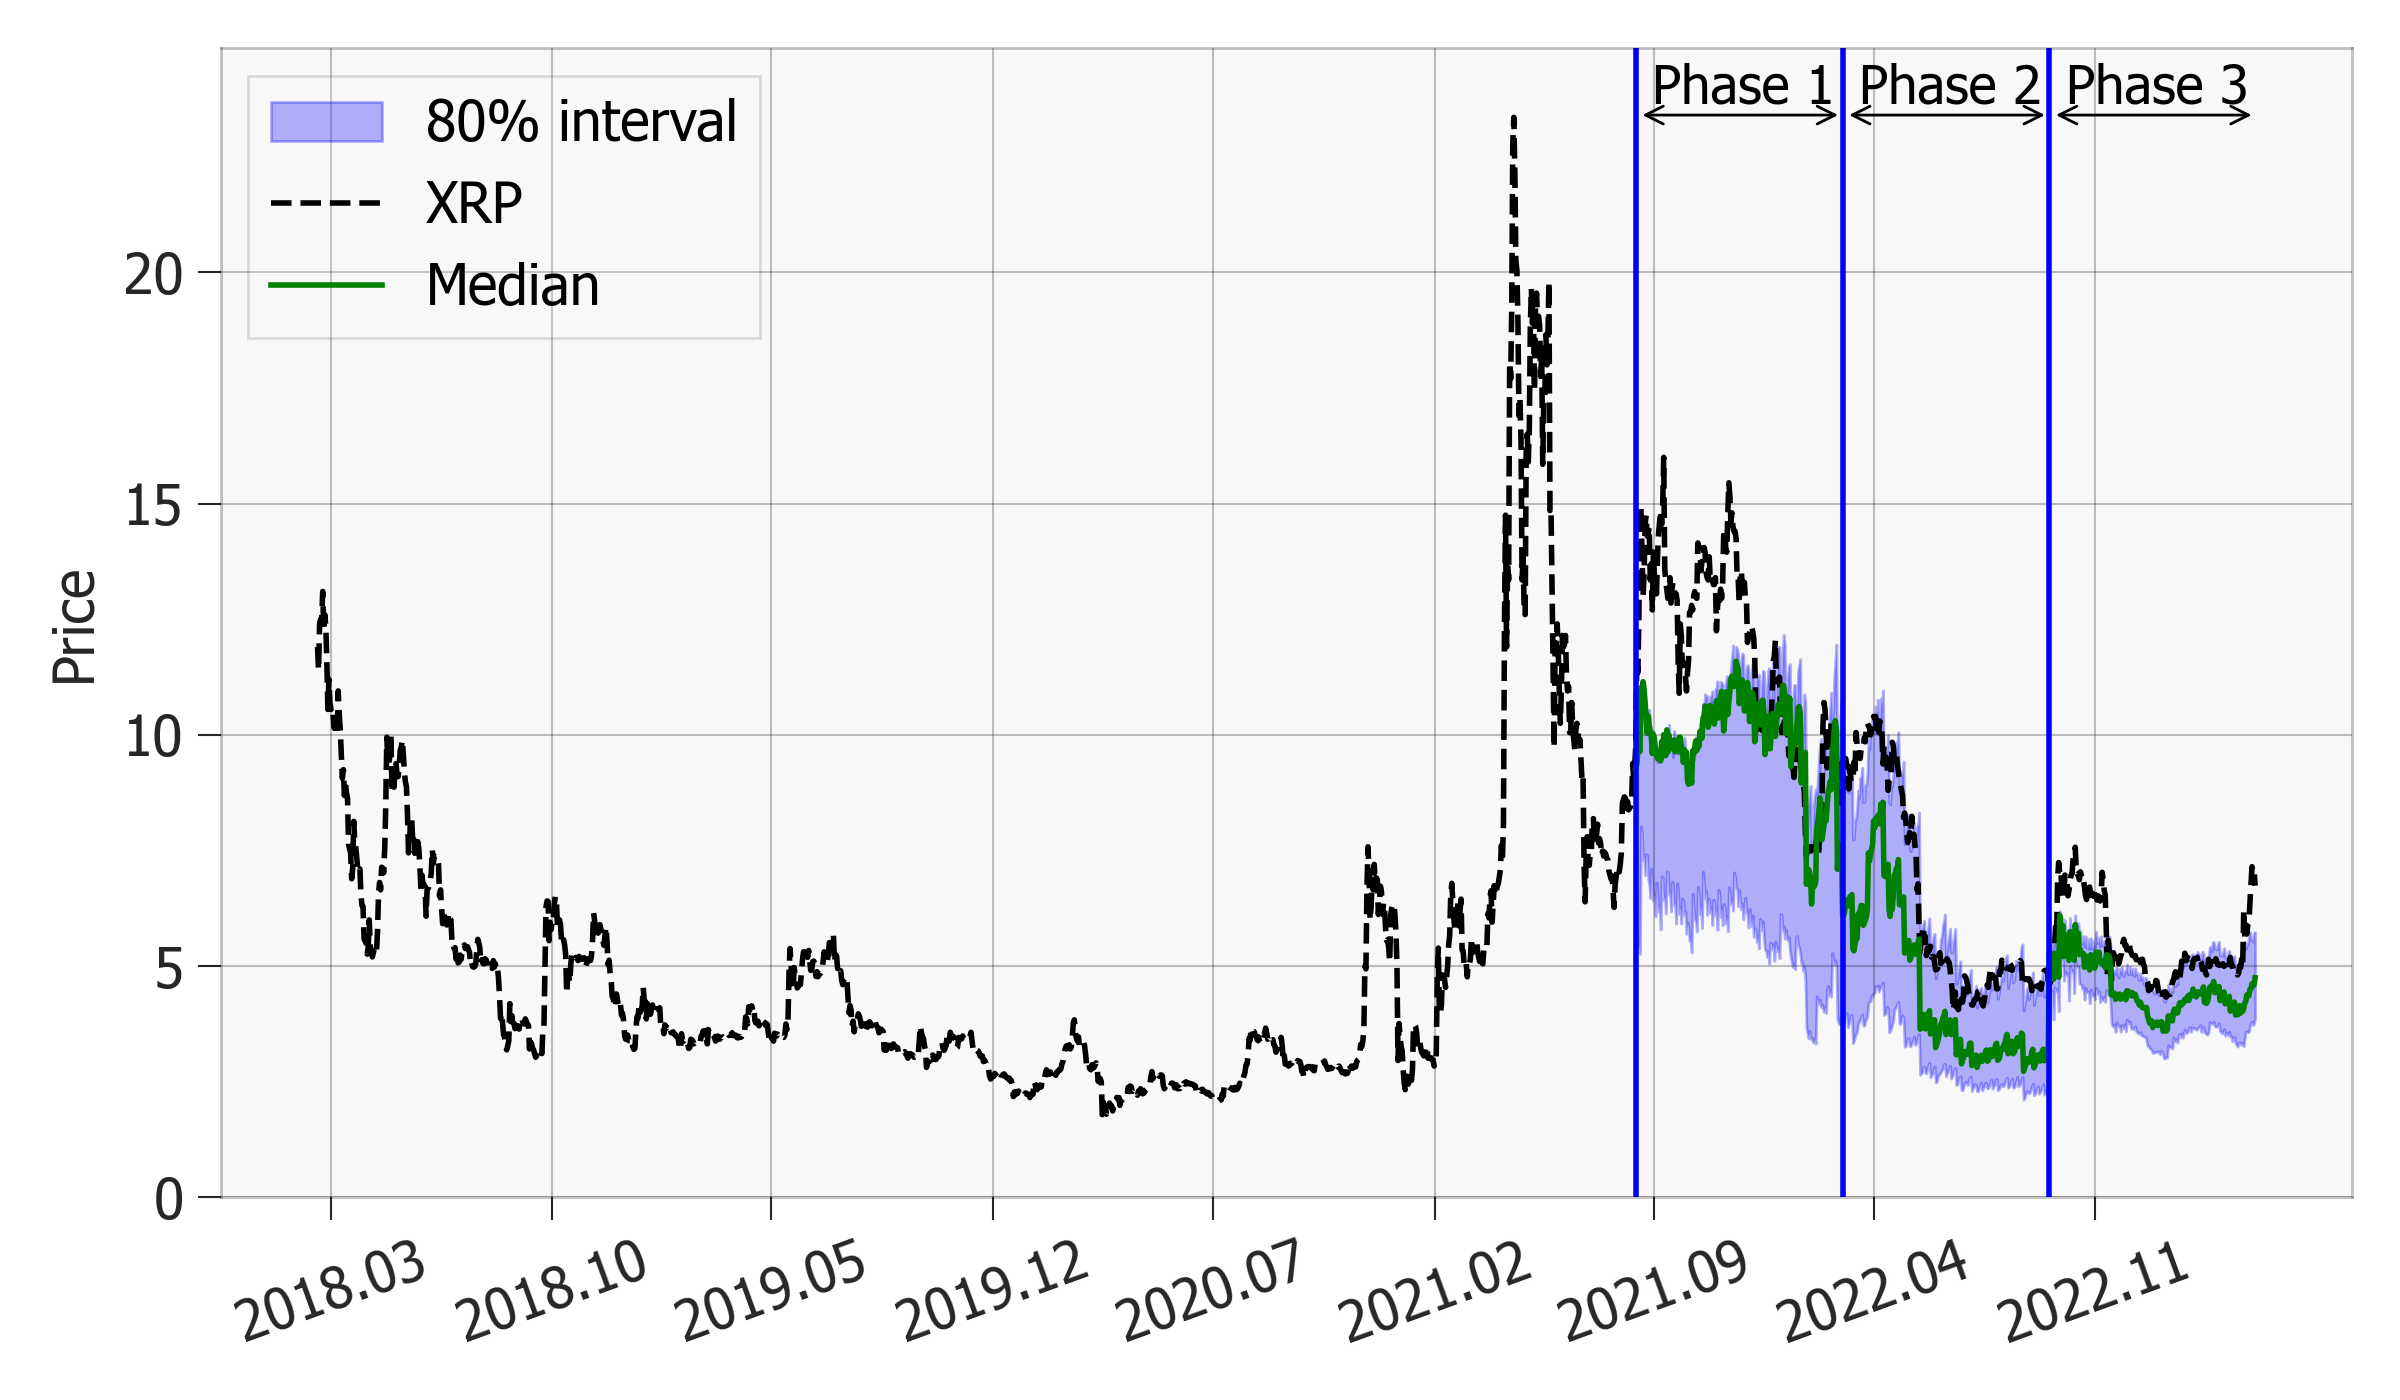 80% interval
XRP
Median
Phase 1
Phase 2
Phase 3
Price
20
15
10
5
0
2018.03
2018.10
2019.05
2019.12
2020.07
2021.02
2021.09
2022.04
2022.11